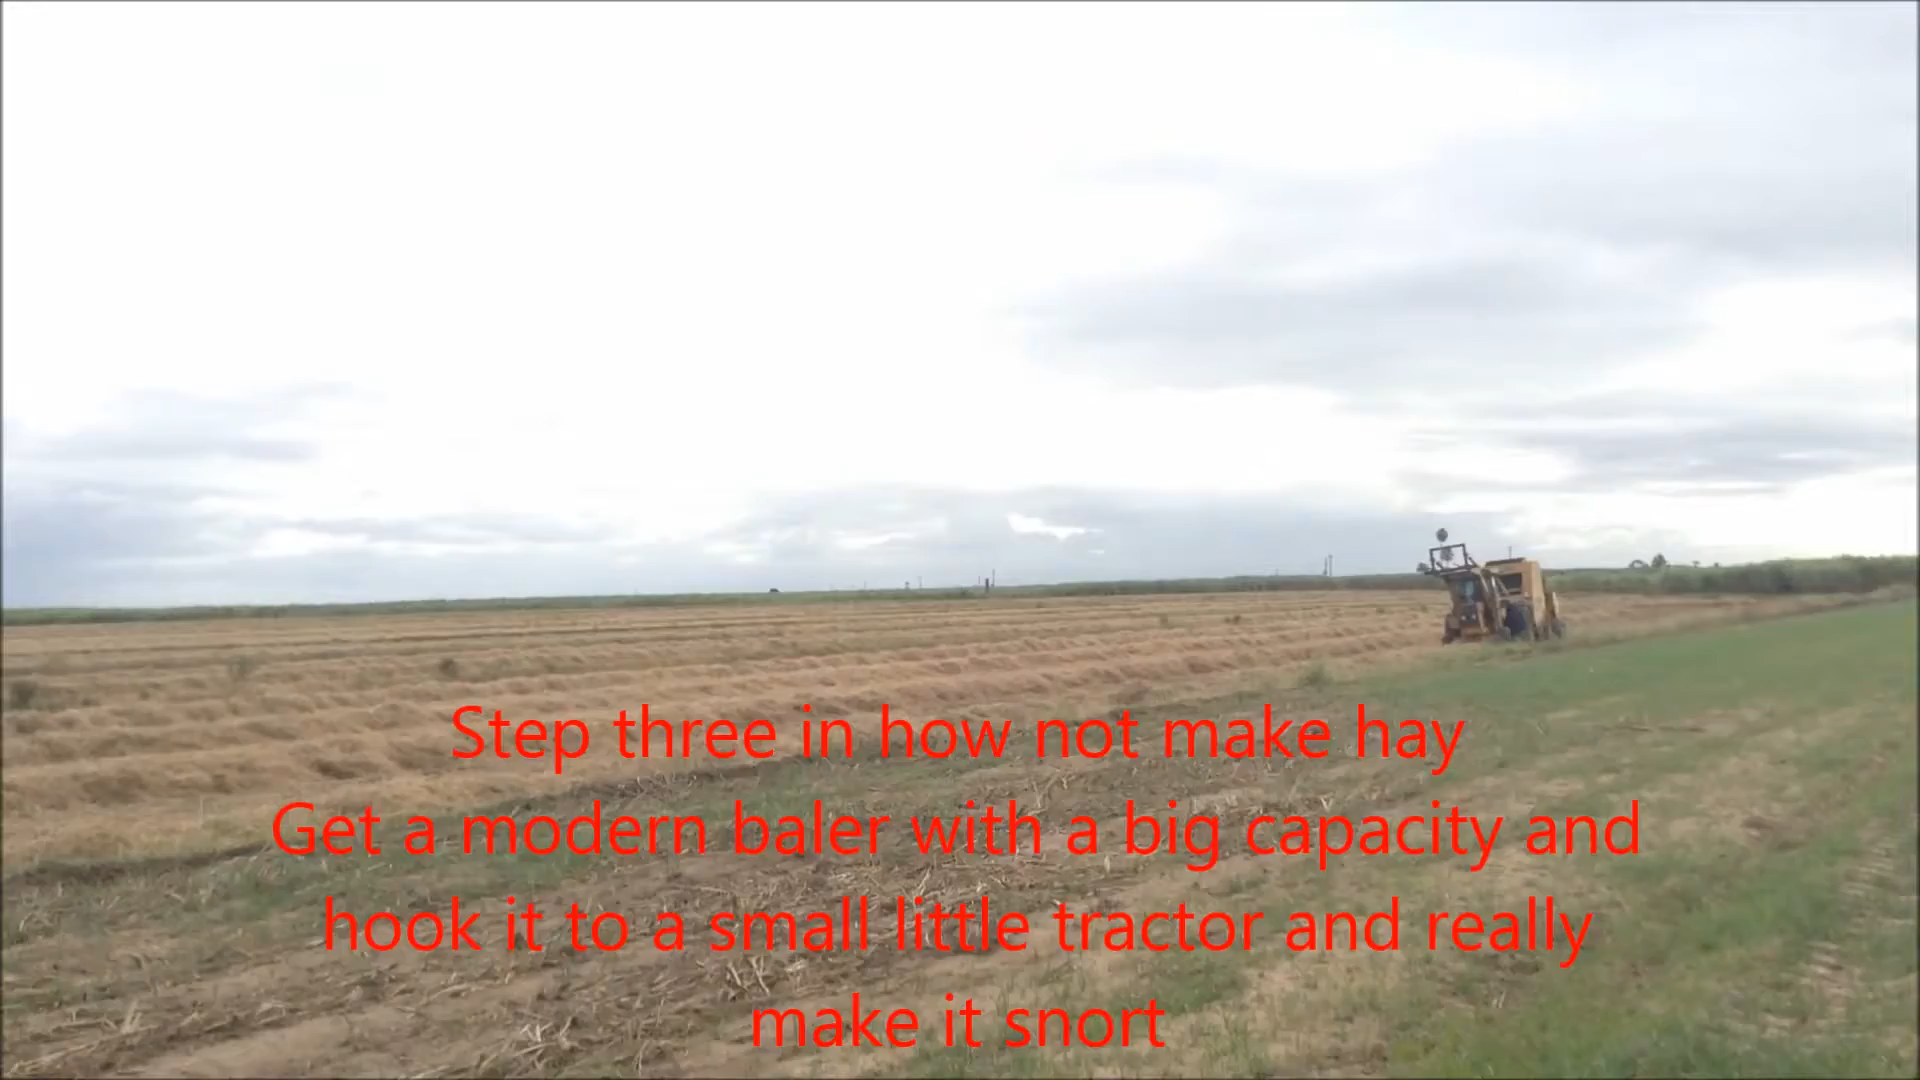 Step three in how not make hay
Get a modern baler with a big capacity and
hook it to a small little tractor and really
make it snort